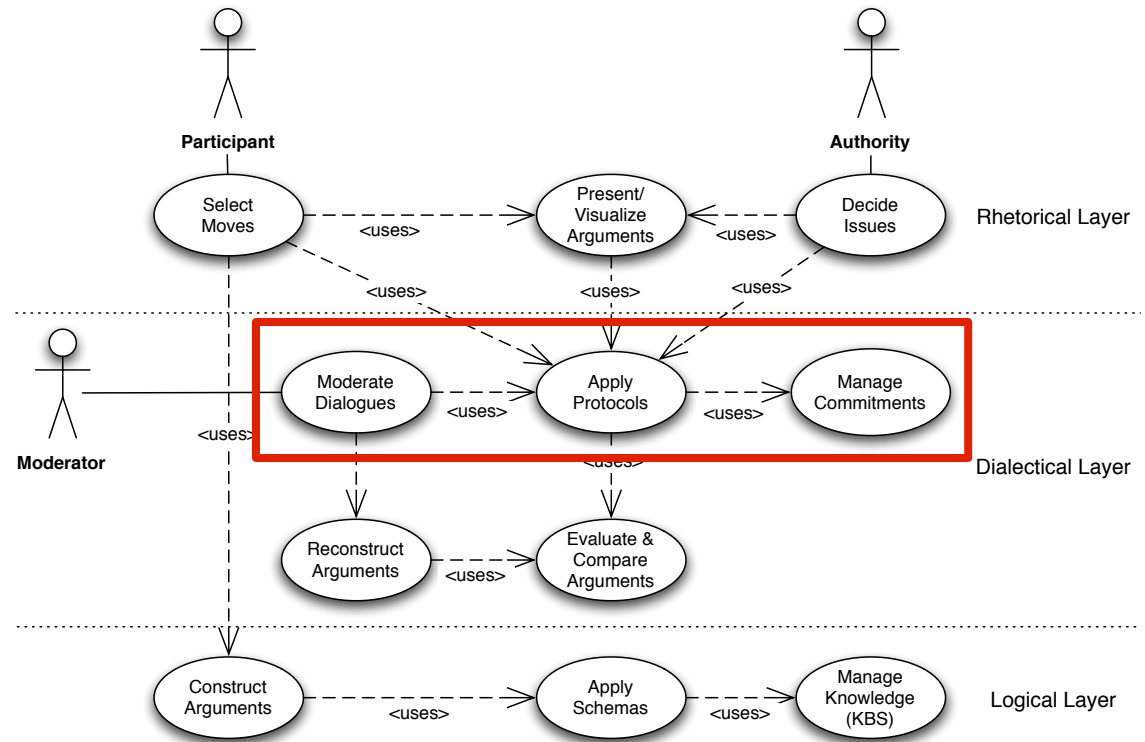 Participant
Authority
Select
Moves
Present/
Visualize
Arguments
Decide
Issues
Rhetorical Layer
<uses>
<uses>
<uses>
<uses>
<uses>
Moderator
Moderate
Dialogues
Apply
Protocols
Manage
Commitments
<uses>
<uses>
<uses>
<uses>
Dialectical Layer
Reconstruct
Arguments
Evaluate &
Compare
Arguments
<uses>
Construct
Arguments
Apply
Schemas
Manage
Knowledge
(KBS)
Logical Layer
<uses>
<uses>